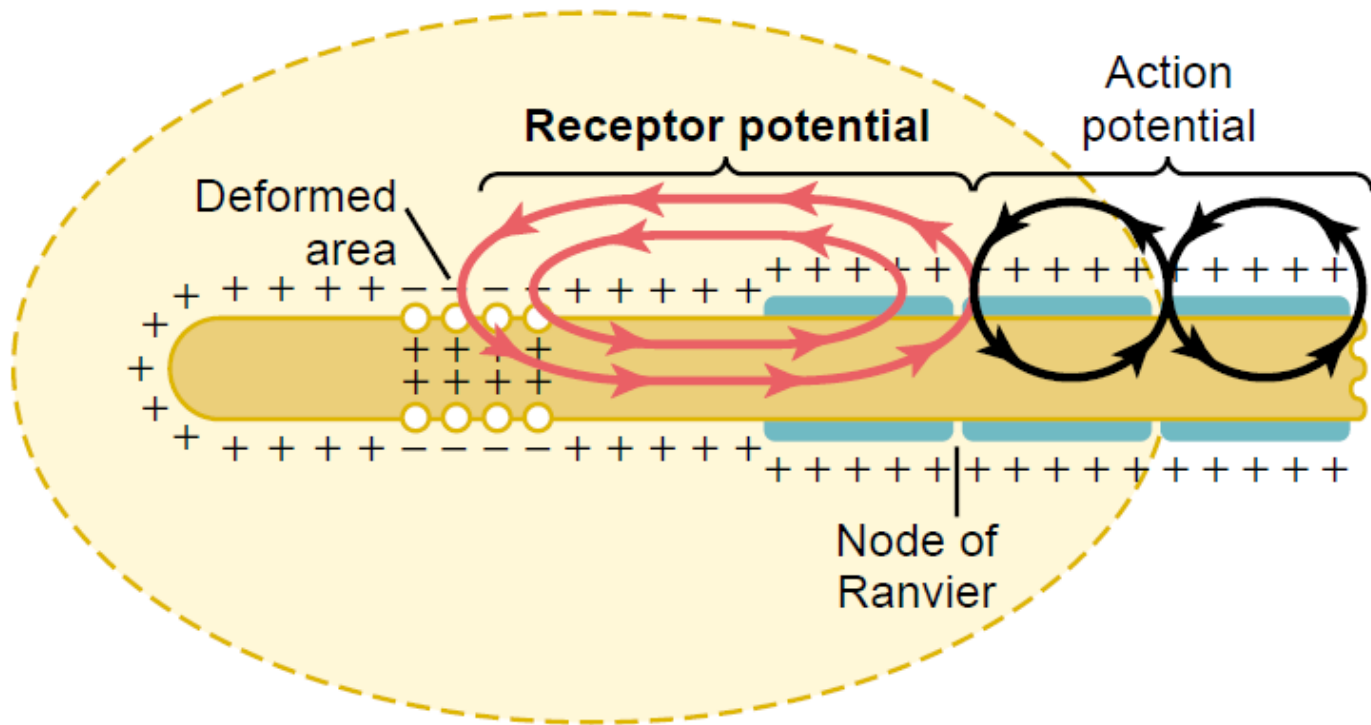 Action
potential
Receptor potential
Deformed
area
+ + + + + + + + + + + + + + +
+ + + + + – – – – + + + + +
+
+ + + +
+
+ + + +
+
+ + + + + – – – – + + + + +
+ + + + + + + + + + + + + + +
Node of
Ranvier